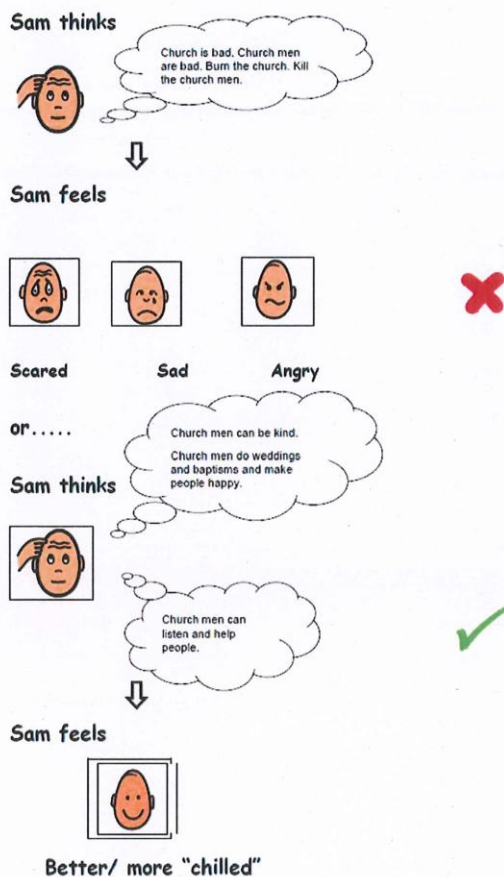 Sam thinks
Church is bad. Church men
are bad. Burn the church. Kill
the church men.
Sam feels
Scared Sad Angry
or.....
Church men can be kind.
Church men do weddings
and baptisms and make
people happy.
Sam thinks
Church men can
listen and help
people.
Sam feels
Better/ more "chilled"